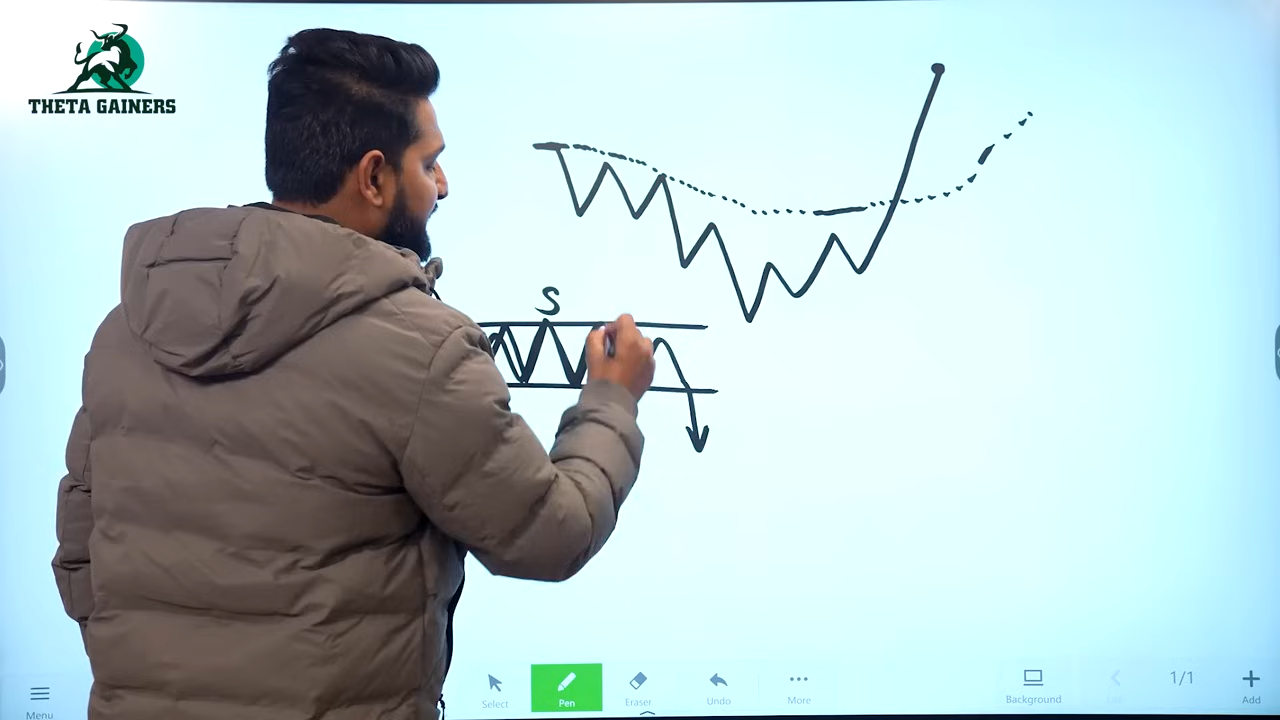 THETA GAINERS
S
Menu
Select
Pen
Eraser
Undo
More
Background
1/1
Add